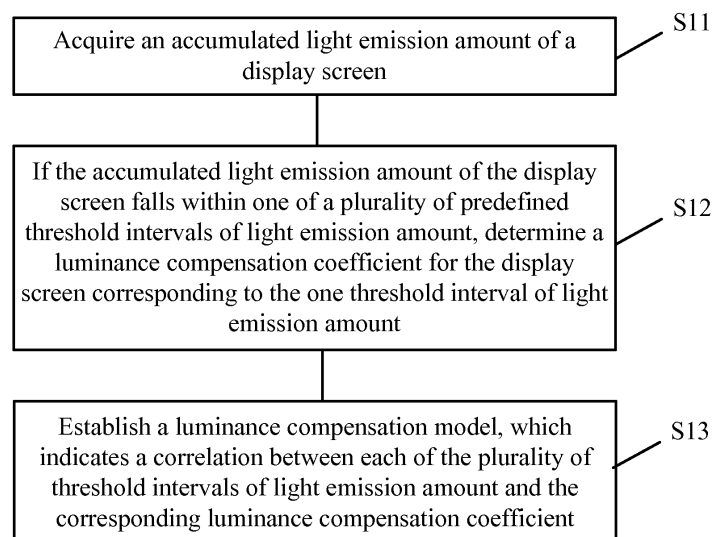 S11
Acquire an accumulated light emission amount of a
display screen
If the accumulated light emission amount of the display
screen falls within one of a plurality of predefined
threshold intervals of light emission amount, determine a
luminance compensation coefficient for the display
screen corresponding to the one threshold interval of light
emission amount
S12
Establish a luminance compensation model, which
indicates a correlation between each of the plurality of
threshold intervals of light emission amount and the
corresponding luminance compensation coefficient
S13